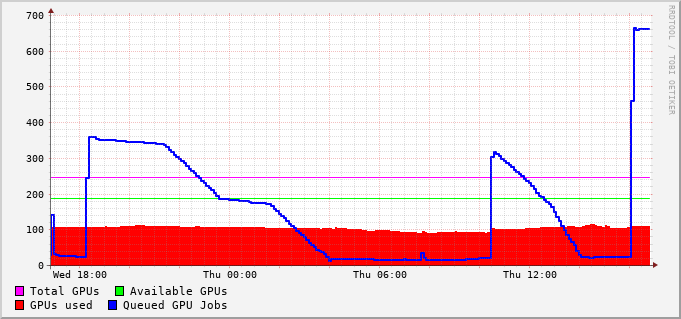 700
600
500
400
300
200
100
0
Wed 18:00 Thu 00:00 Thu 06:00 Thu 12:00
Total GPUs Available GPUs
GPUs used Queued GPU Jobs
RRDTOOL / TOBI OETIKER